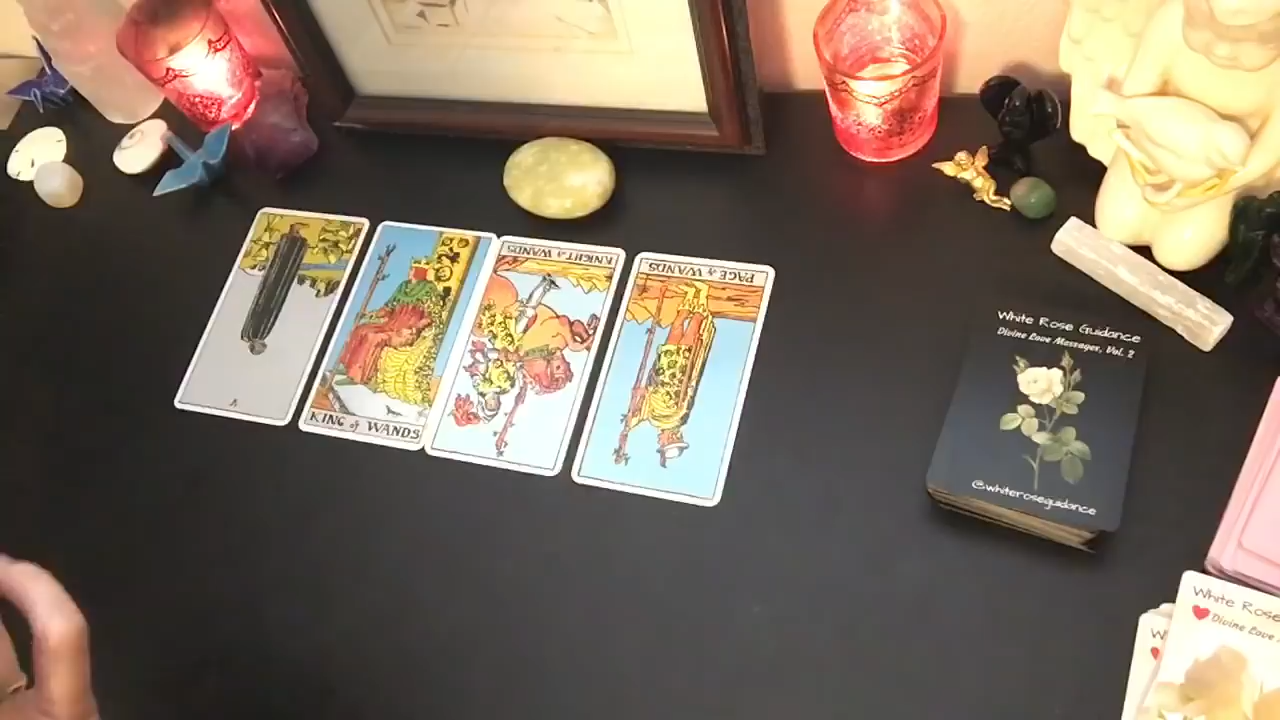 V
KING of WANDS
KNIGHT of WANDS
PAGE of WANDS.
White Rose Guidance
Divine Love Messages, Vol. 2
@whiteroseguidance
White Rose
Divine Love
W